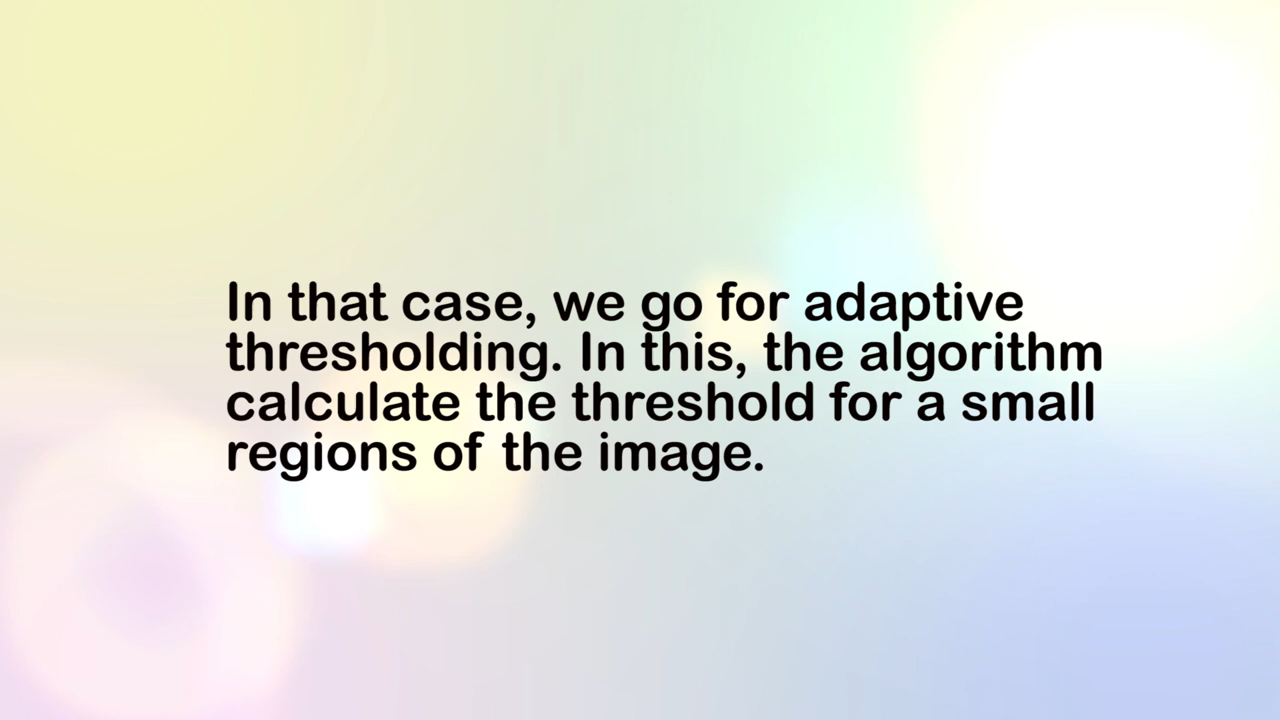 In that case, we go for adaptive
thresholding. In this, the algorithm
calculate the threshold for a small
regions of the image.